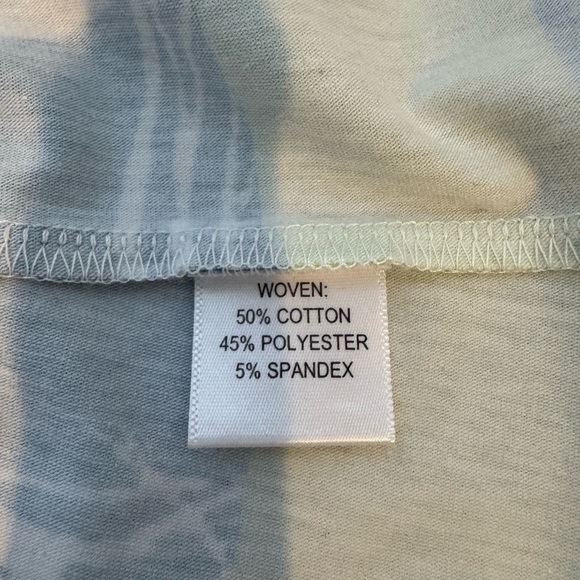 WOVEN:
50% COTTON
45% POLYESTER
5% SPANDEX